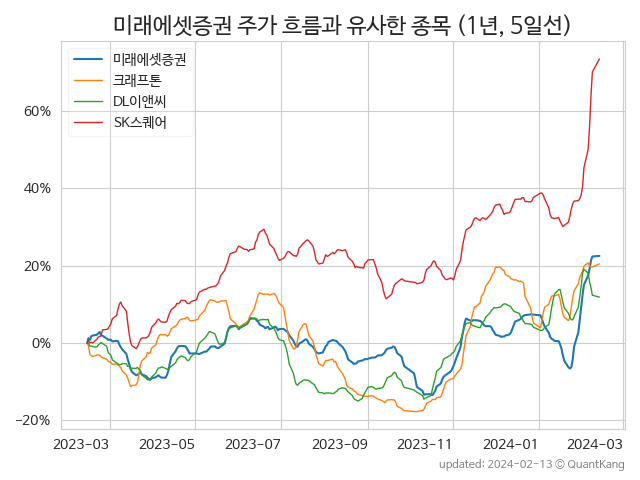 미래에셋증권 주가 흐름과 유사한 종목 (1년, 5일선)
미래에셋증권
크래프톤
DL이앤씨
SK스퀘어
60%
40%
20%
0%
−20%
2023-03 2023-05 2023-07 2023-09 2023-11 2024-01 2024-03
updated: 2024-02-13 © QuantKang